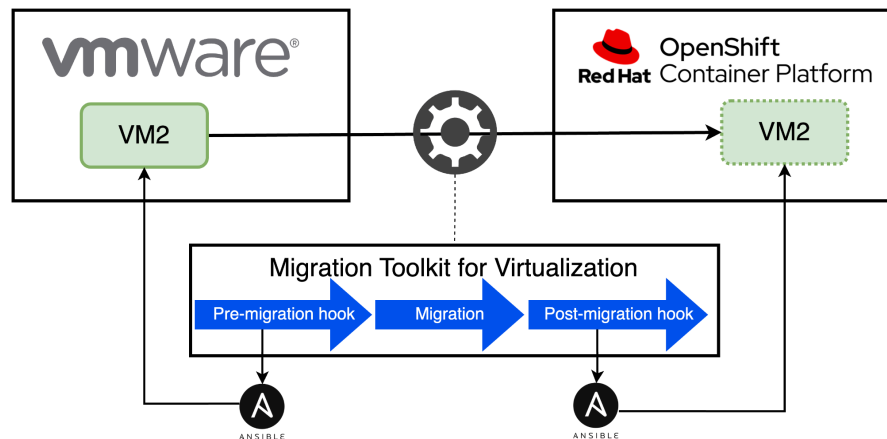 vmware®
VM2
OpenShift
Red Hat Container Platform
VM2
Migration Toolkit for Virtualization
Pre-migration hook
Migration
Post-migration hook
ANSIBLE
ANSIBLE